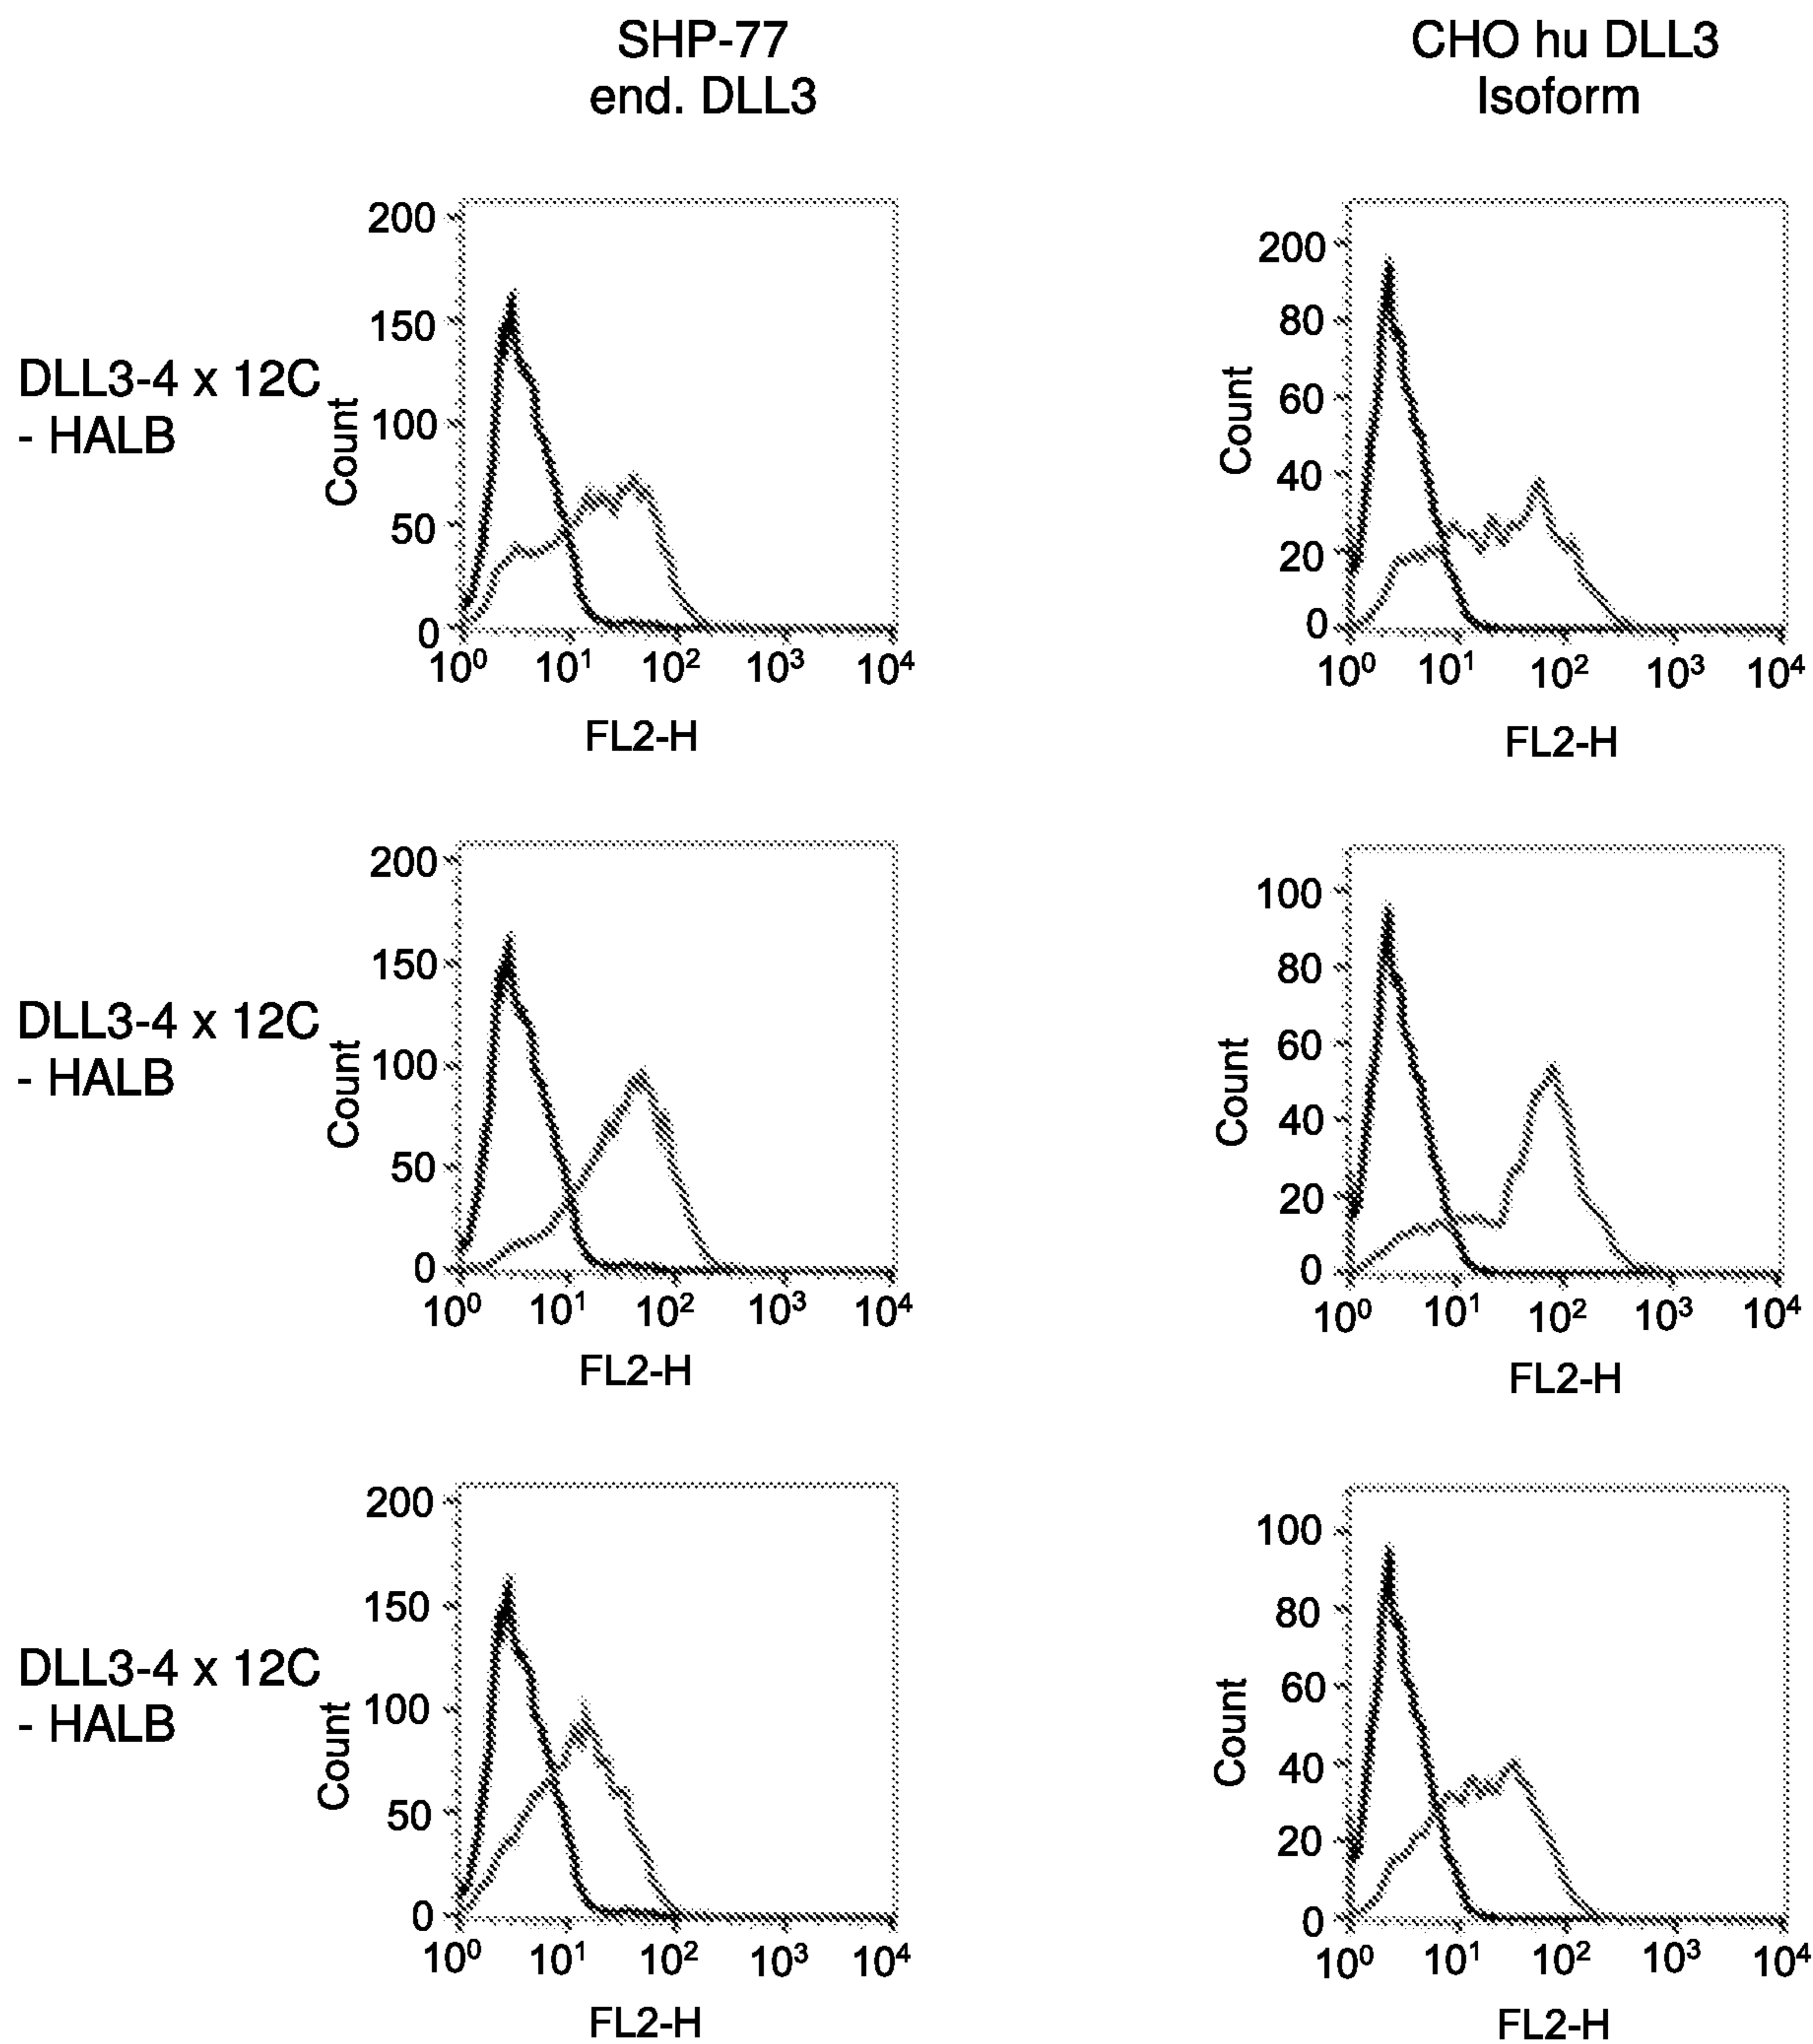 SHP-77
end. DLL3
CHO hu DLL3
Isoform
DLL3-4 x 12C
- HALB
Count
200
150
100
50
0
10⁰ 10¹ 10² 10³ 10⁴
FL2-H
Count
200
80
60
40
20
0
10⁰ 10¹ 10² 10³ 10⁴
FL2-H
DLL3-4 x 12C
- HALB
Count
200
150
100
50
0
10⁰ 10¹ 10² 10³ 10⁴
FL2-H
Count
100
80
60
40
20
0
10⁰ 10¹ 10² 10³ 10⁴
FL2-H
DLL3-4 x 12C
- HALB
Count
200
150
100
50
0
10⁰ 10¹ 10² 10³ 10⁴
FL2-H
Count
100
80
60
40
20
0
10⁰ 10¹ 10² 10³ 10⁴
FL2-H